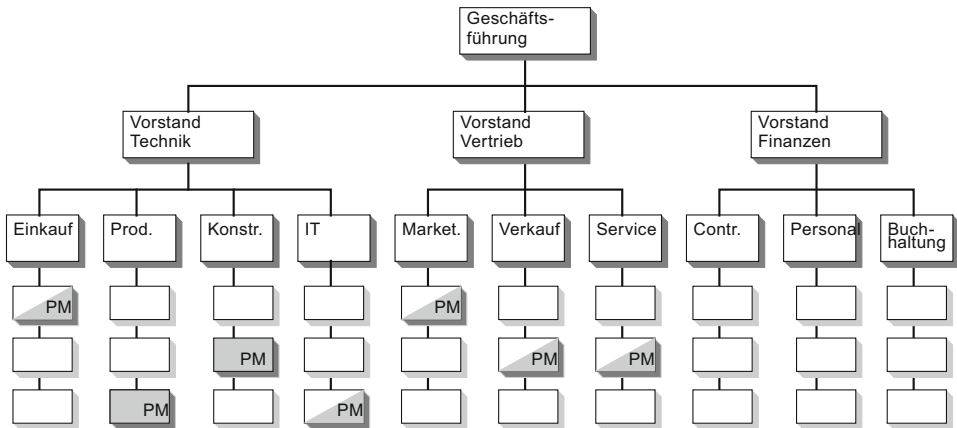 Geschäfts-
führung
Vorstand
Technik
Vorstand
Vertrieb
Vorstand
Finanzen
Einkauf
Prod.
Konstr.
IT
Market.
Verkauf
Service
Contr.
Personal
Buch-
haltung
PM
PM
PM
PM
PM
PM
PM